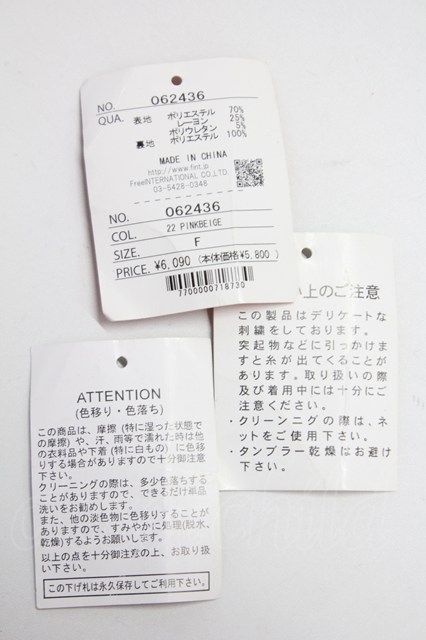 NO. 062436
QUA. 表地 ポリエステル 70%
レーヨン 25%
ポリウレタン 5%
裏地 ポリエステル 100%
MADE IN CHINA
http://www.fint.jp
FreeINTERNATIONAL CO.,LTD.
03-5428-0348
NO. 062436
COL. 22 PINKBEIGE
SIZE. F
PRICE. ¥6,090 (本体価格¥5,800)
7700000718730
い上のご注意
この製品はデリケートな
刺繍をしております。
突起物などに引っかけま
すと糸が出てくることが
あります。取り扱いの際
及び着用中には十分にご
注意ください。
・クリーンニングの際は、ネ
ットをご使用下さい。
・タンブラー乾燥はお避け
下さい。
ATTENTION
(色移り・色落ち)
この商品は、摩擦(特に湿った状態で
の摩擦)や、汗、雨等で濡れた時は他
の衣料品や下着(特に白もの)に色移
りする場合がありますので十分御注意
下さい。
クリーニングの際は、多少色落ちする
ことがありますので、できるだけ単品
洗いをお勧めします。
また、他の淡色物に色移りすることが
ありますので、すみやかに処理(脱水、
乾燥)するようお願いします。
以上の点を十分御注意の上、お取り扱
い下さい。
この下げ札は永久保存してご利用下さい。